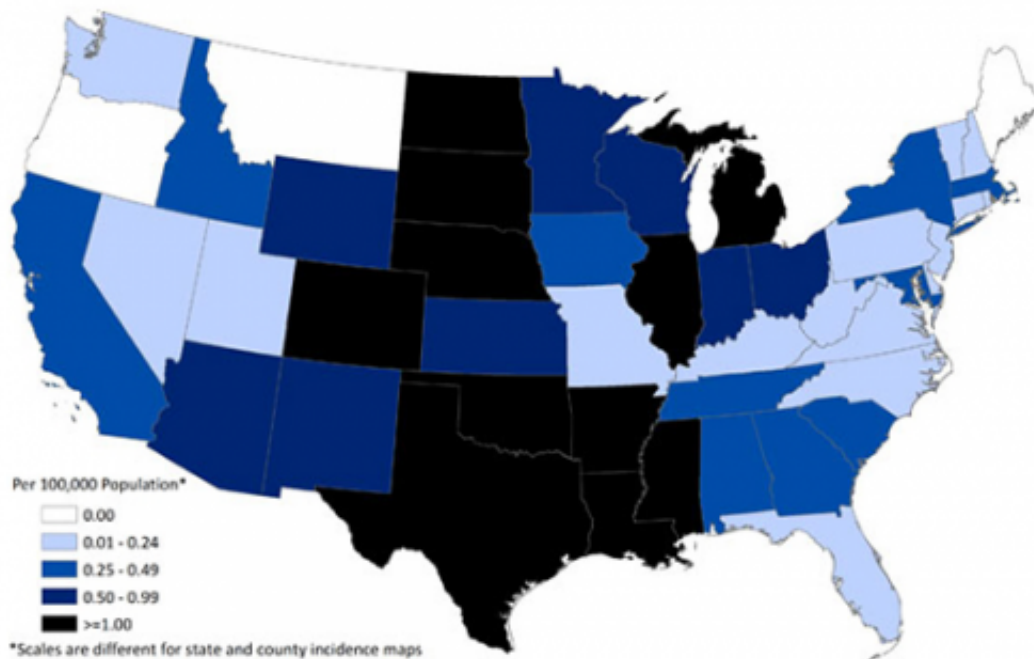 Per 100,000 Population*
0.00
0.01 - 0.24
0.25 - 0.49
0.50 - 0.99
>=1.00
*Scales are different for state and county incidence maps